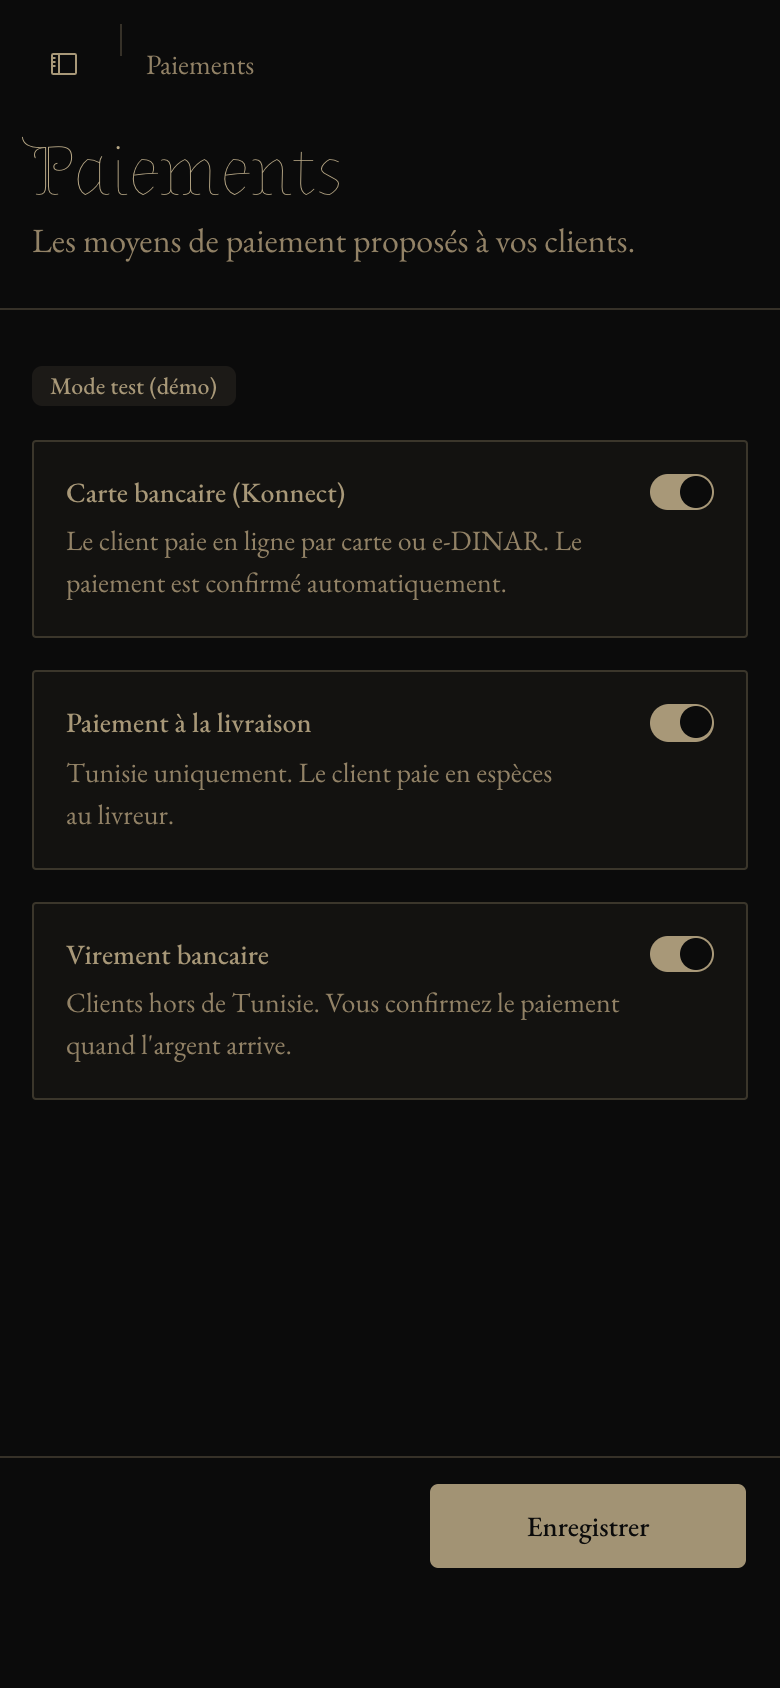 Paiements
Paiements
Les moyens de paiement proposés à vos clients.
Mode test (démo)
Carte bancaire (Konnect)
Le client paie en ligne par carte ou e-DINAR. Le
paiement est confirmé automatiquement.
Paiement à la livraison
Tunisie uniquement. Le client paie en espèces
au livreur.
Virement bancaire
Clients hors de Tunisie. Vous confirmez le paiement
quand l'argent arrive.
Enregistrer